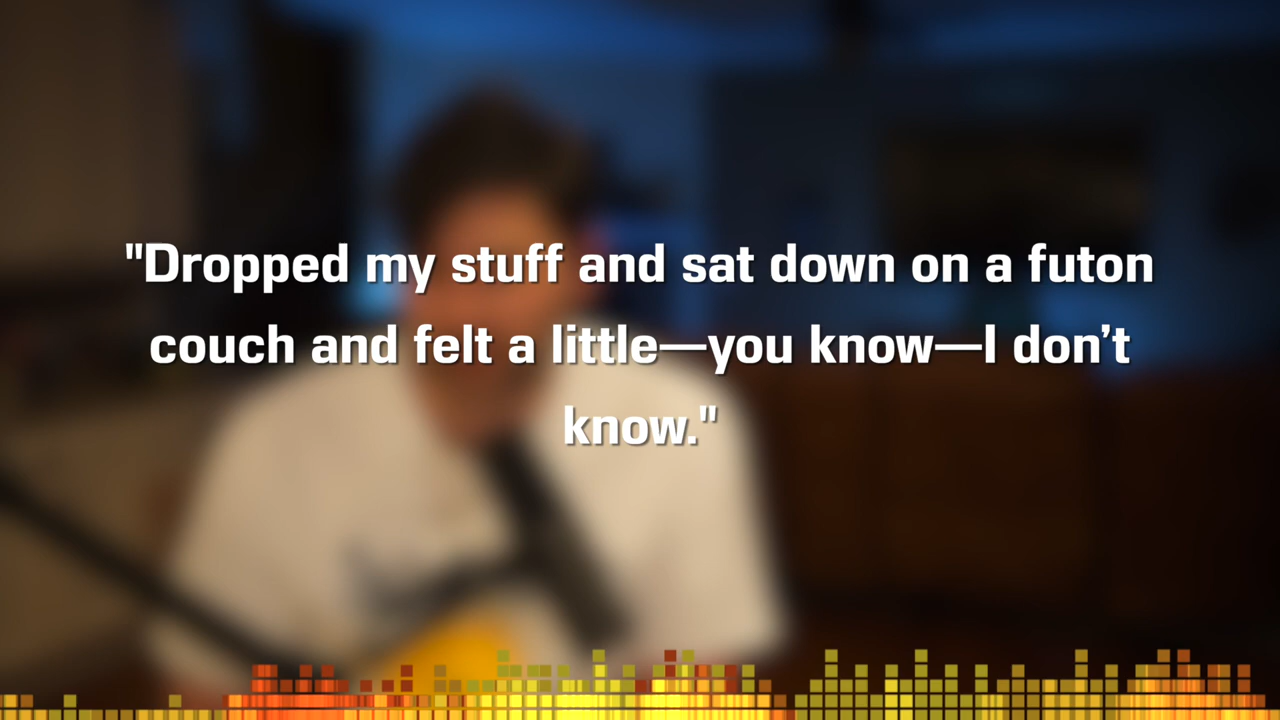 "Dropped my stuff and sat down on a futon
couch and felt a little—you know—I don’t
know."